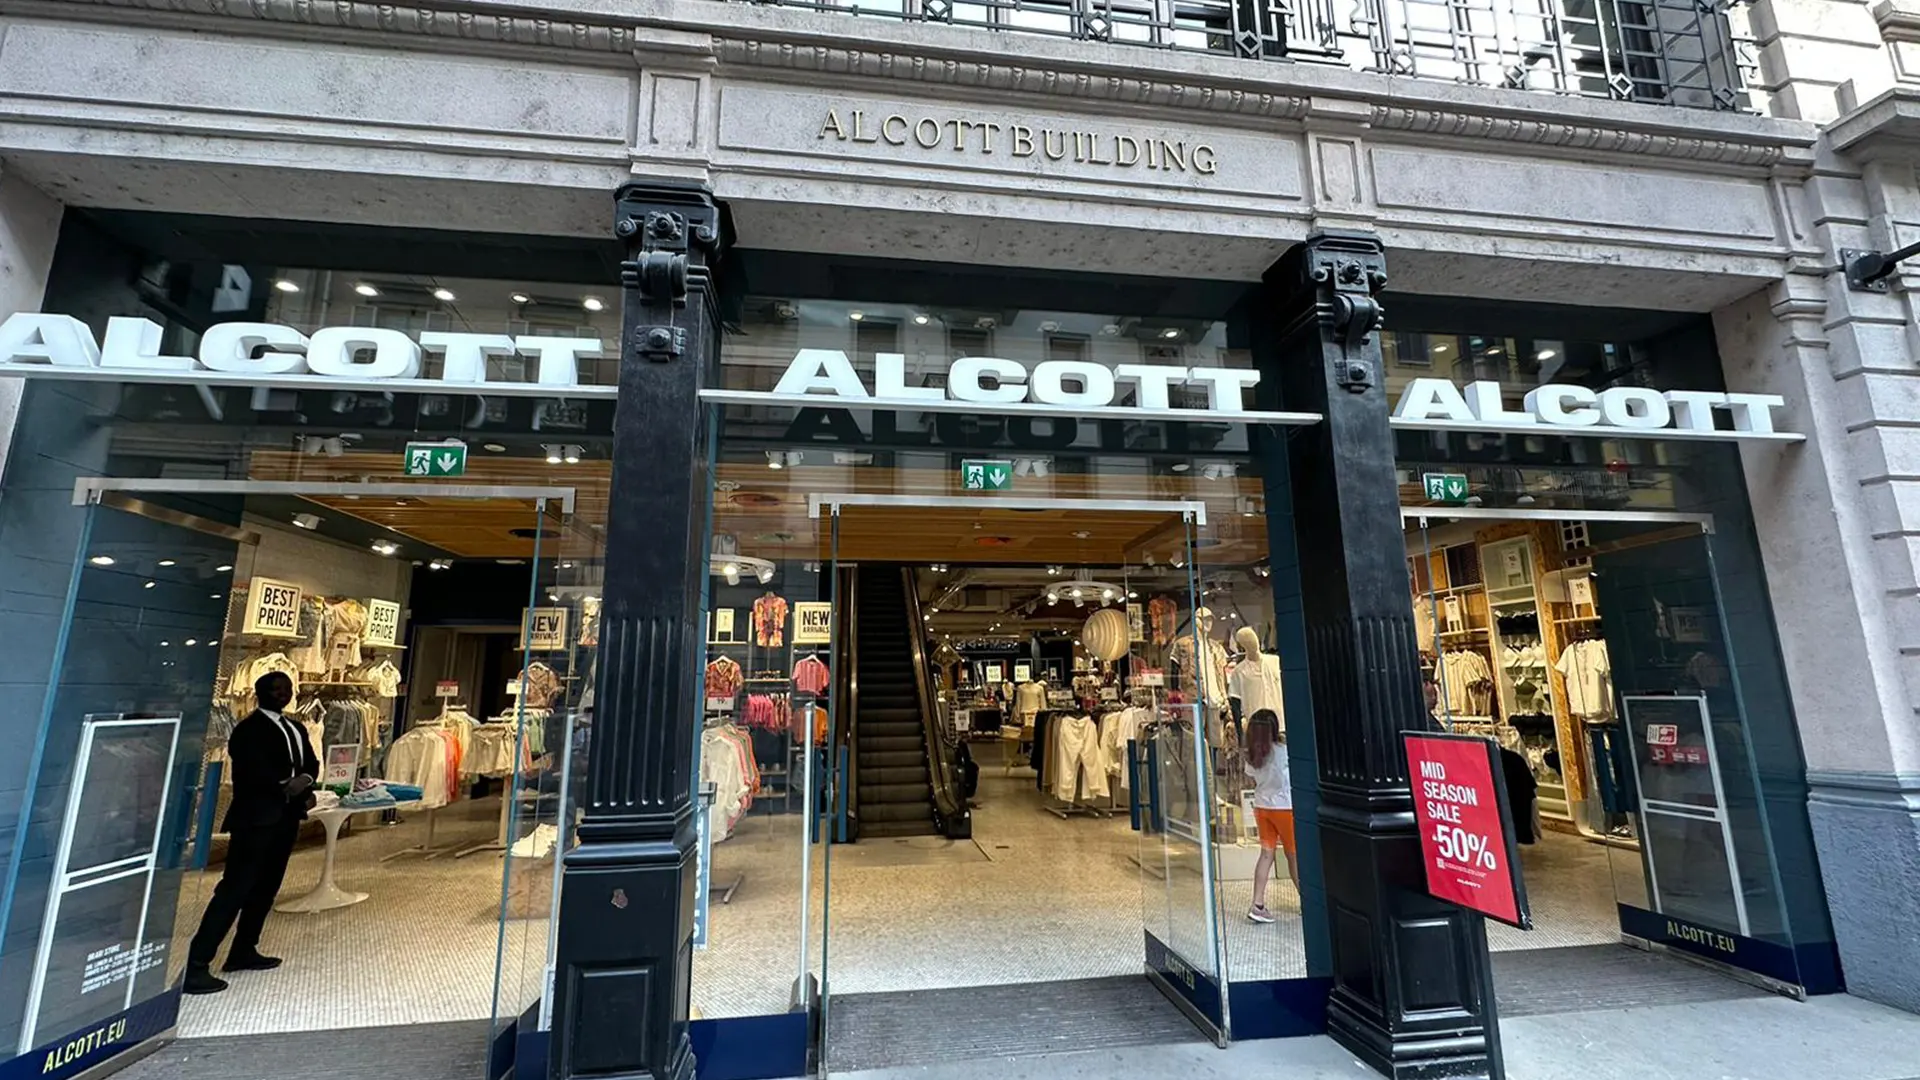 ALCOTT BUILDING
ALCOTT
ALCOTT
ALCOTT
BEST
PRICE
BEST
PRICE
NEW
ARRIVALS
NEW
ARRIVALS
MID
SEASON
SALE
-50%
ALCOTT
ALCOTT.EU
ALCOTT.EU
ALCOTT.EU